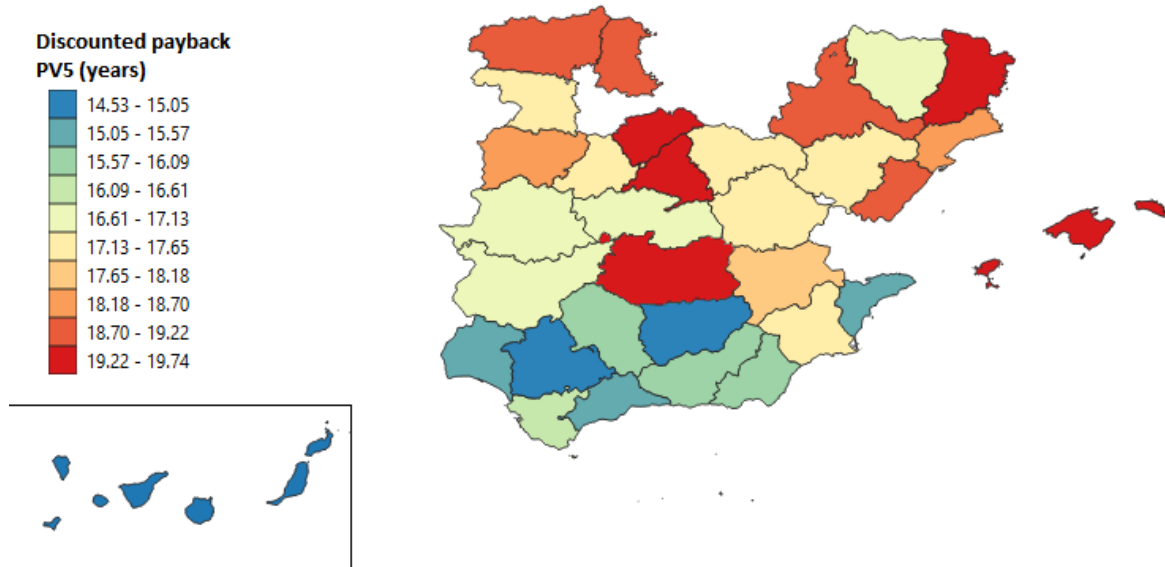 Discounted payback
PV5 (years)
14.53 - 15.05
15.05 - 15.57
15.57 - 16.09
16.09 - 16.61
16.61 - 17.13
17.13 - 17.65
17.65 - 18.18
18.18 - 18.70
18.70 - 19.22
19.22 - 19.74